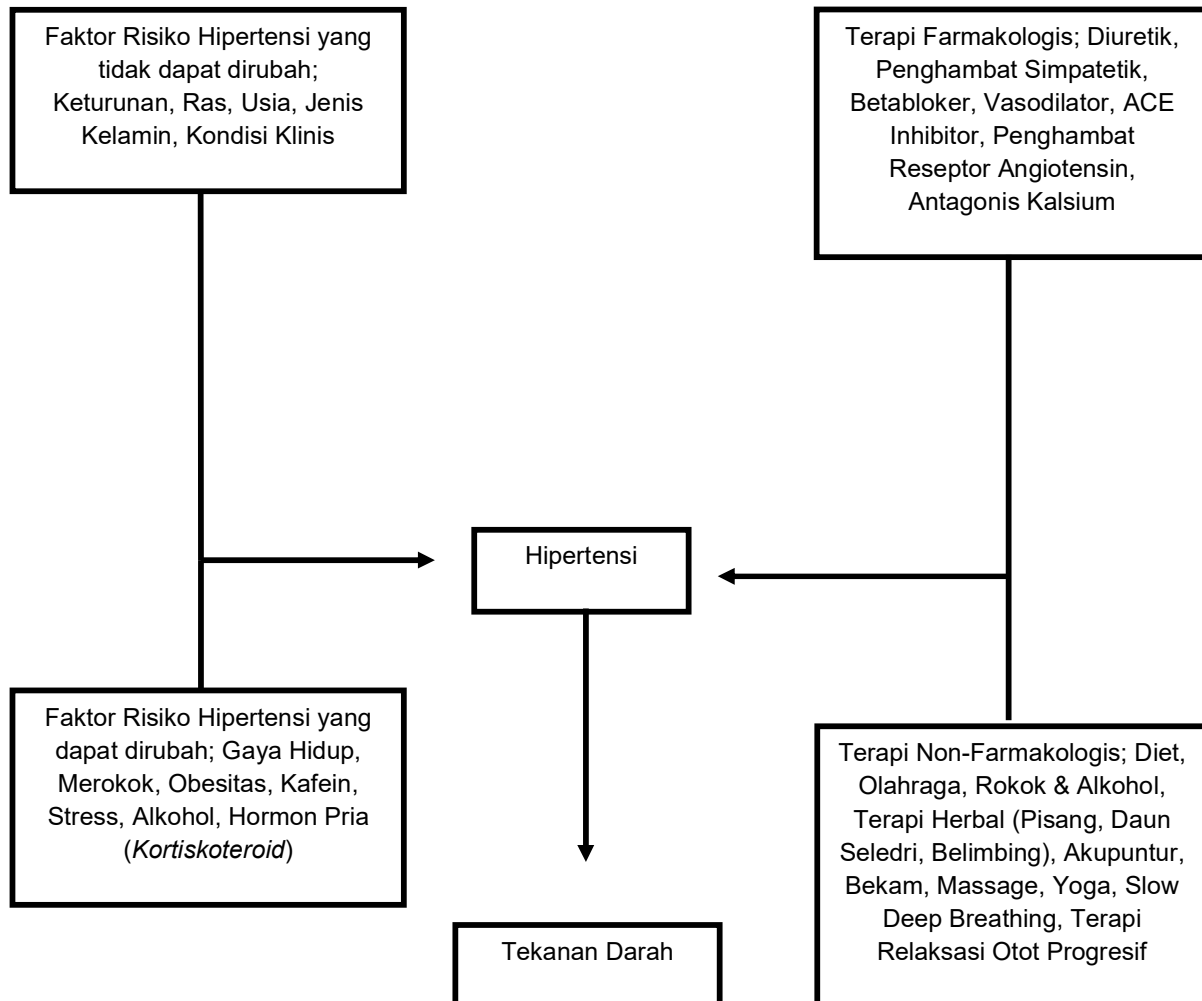 Faktor Risiko Hipertensi yang
tidak dapat dirubah;
Keturunan, Ras, Usia, Jenis
Kelamin, Kondisi Klinis
Terapi Farmakologis; Diuretik,
Penghambat Simpatetik,
Betabloker, Vasodilator, ACE
Inhibitor, Penghambat
Reseptor Angiotensin,
Antagonis Kalsium
Hipertensi
Faktor Risiko Hipertensi yang
dapat dirubah; Gaya Hidup,
Merokok, Obesitas, Kafein,
Stress, Alkohol, Hormon Pria
(Kortiskoteroid)
Terapi Non-Farmakologis; Diet,
Olahraga, Rokok & Alkohol,
Terapi Herbal (Pisang, Daun
Seledri, Belimbing), Akupuntur,
Bekam, Massage, Yoga, Slow
Deep Breathing, Terapi
Relaksasi Otot Progresif
Tekanan Darah